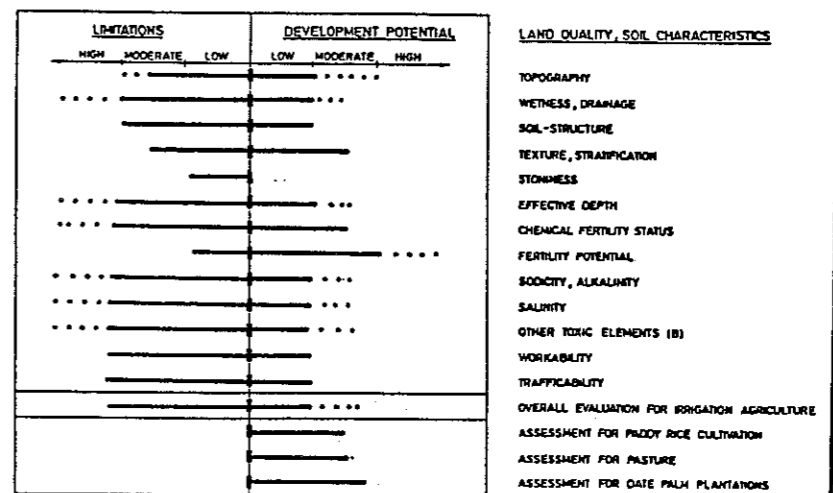 LIMITATIONS DEVELOPMENT POTENTIAL LAND QUALITY, SOIL CHARACTERISTICS
HIGH MODERATE LOW LOW MODERATE HIGH
TOPOGRAPHY
WETNESS, DRAINAGE
SOIL-STRUCTURE
TEXTURE, STRATIFICATION
STONINESS
EFFECTIVE DEPTH
CHEMICAL FERTILITY STATUS
FERTILITY POTENTIAL
SODICITY, ALKALINITY
SALINITY
OTHER TOXIC ELEMENTS (B)
WORKABILITY
TRAFFICABILITY
OVERALL EVALUATION FOR IRRIGATION AGRICULTURE
ASSESSMENT FOR PADDY RICE CULTIVATION
ASSESSMENT FOR PASTURE
ASSESSMENT FOR DATE PALM PLANTATIONS